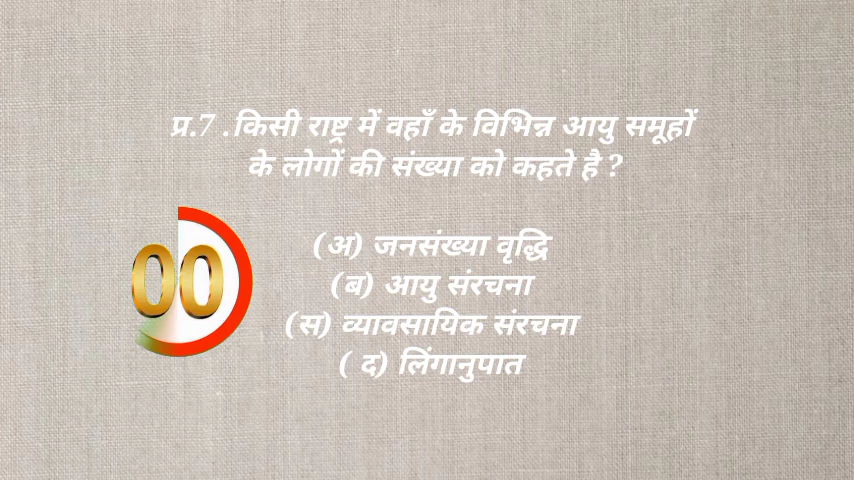 प्र.7 .किसी राष्ट्र में वहाँ के विभिन्न आयु समूहों
के लोगों की संख्या को कहते है ?
(अ) जनसंख्या वृद्धि
00
(ब) आयु संरचना
(स) व्यावसायिक संरचना
( द) लिंगानुपात